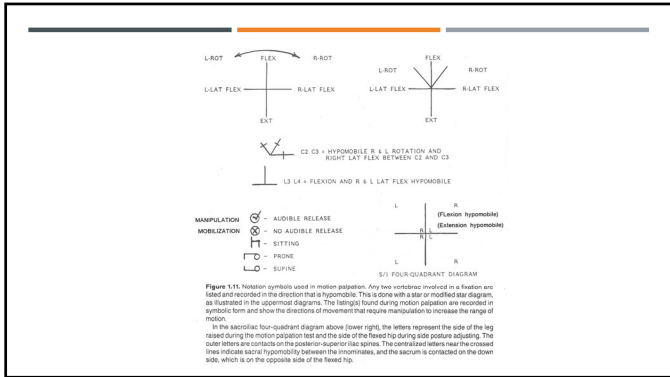 L-ROT FLEX R-ROT
L-LAT FLEX R-LAT FLEX
EXT
FLEX
L-ROT R-ROT
L-LAT FLEX R-LAT FLEX
EXT
C2 C3 = HYPOMOBILE R & L ROTATION AND
RIGHT LAT FLEX BETWEEN C2 AND C3
L3 L4 = FLEXION AND R & L LAT FLEX HYPOMOBILE
MANIPULATION - AUDIBLE RELEASE
MOBILIZATION - NO AUDIBLE RELEASE
- SITTING
- PRONE
- SUPINE
L R
(FLexion hypomobile)
(Extension hypomobile)
R L
R L
L R
S/I FOUR-QUADRANT DIAGRAM
Figure 1.11. Notation symbols used in motion palpation. Any two vertebrae involved in a fixation are
listed and recorded in the direction that is hypomobile. This is done with a star or modified star diagram,
as illustrated in the uppermost diagrams. The listing(s) found during motion palpation are recorded in
symbolic form and show the directions of movement that require manipulation to increase the range of
motion.
In the sacroiliac four-quadrant diagram above (lower right), the letters represent the side of the leg
raised during the motion palpation test and the side of the flexed hip during side posture adjusting. The
outer letters are contacts on the posterior-superior iliac spines. The centralized letters near the crossed
lines indicate sacral hypomobility between the innominates, and the sacrum is contacted on the down
side, which is on the opposite side of the flexed hip.